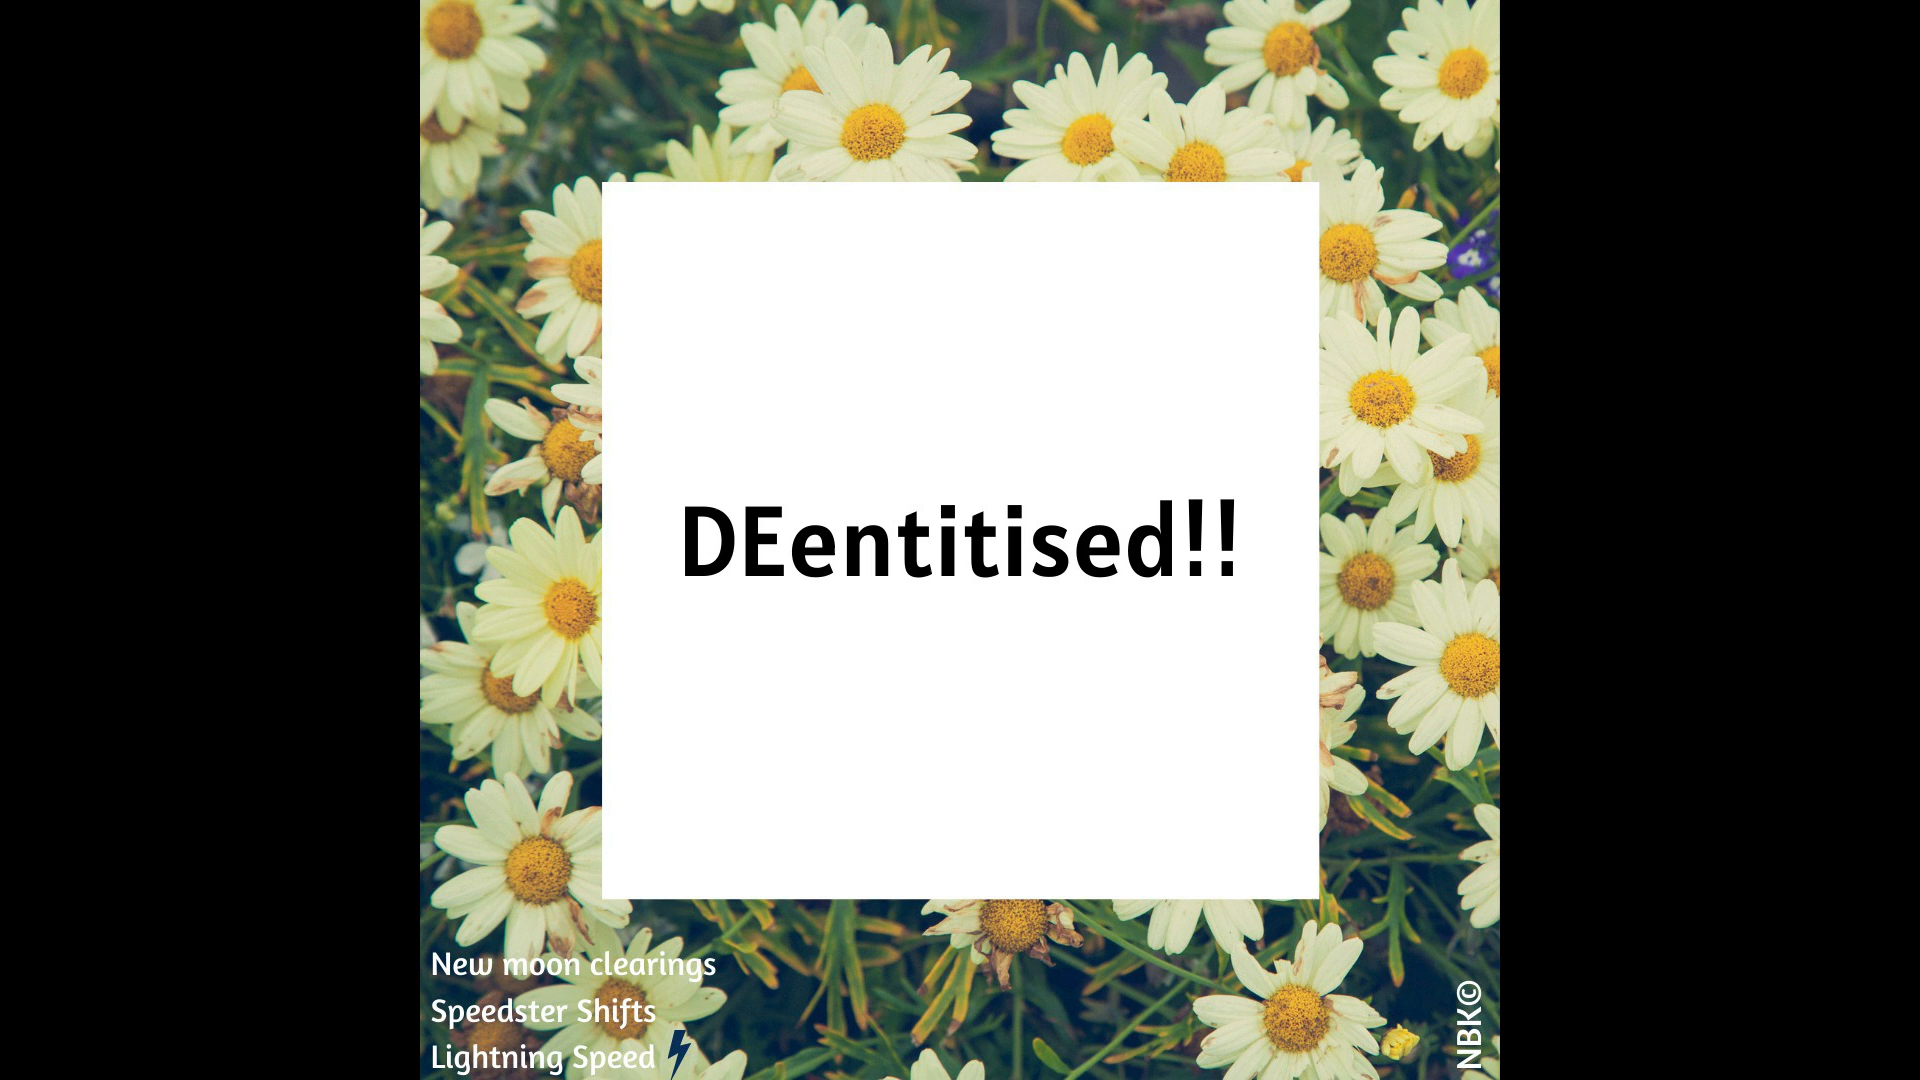 DEentitised!!
New moon clearings
Speedster Shifts
Lightning Speed
NBK©